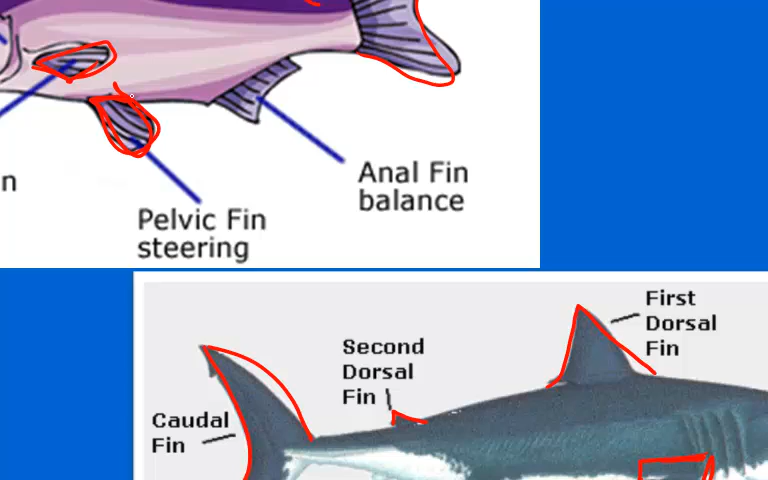 n
Anal Fin
balance
Pelvic Fin
steering
First
Dorsal
Fin
Second
Dorsal
Fin
Caudal
Fin